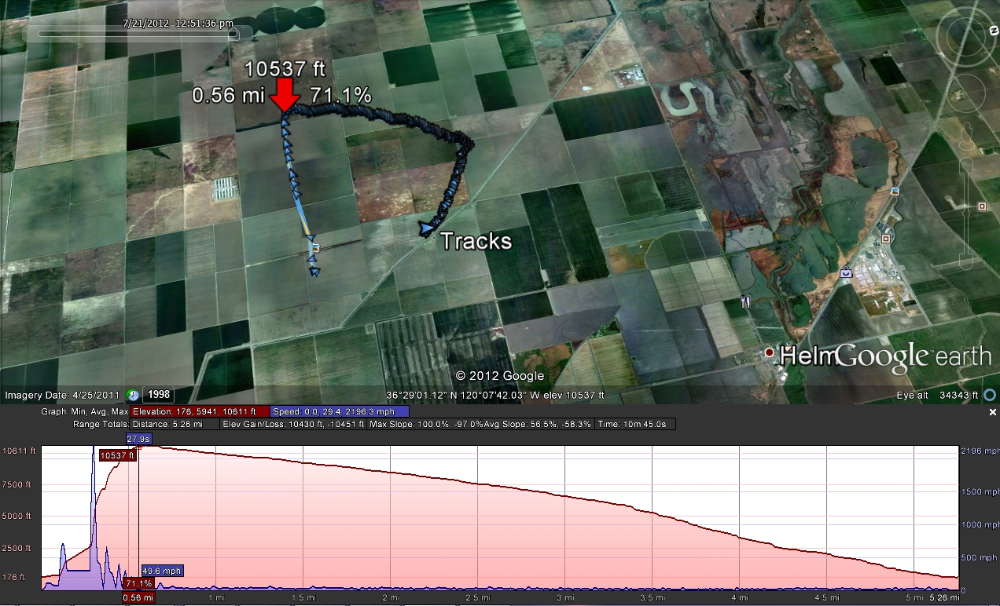 7/21/2012 12:51:36 pm
N
10537 ft
0.56 mi 71.1%
Tracks
Helm Google earth
© 2012 Google
Imagery Date: 4/25/2011 1998 36°29'01.12" N 120°07'42.03" W elev 10537 ft Eye alt 34343 ft
Graph: Min, Avg, Max Elevation: 176, 5941, 10611 ft Speed: 0.0, 29.4, 2196.3 mph
Range Totals: Distance: 5.26 mi Elev Gain/Loss: 10430 ft, -10451 ft Max Slope: 100.0%, -97.0% Avg Slope: 56.5%, -58.3% Time: 10m 45.0s
27.9s
10611 ft 10537 ft 2196 mph
7500 ft 1500 mph
5000 ft 1000 mph
2500 ft 500 mph
49.6 mph
176 ft 71.1% 0
0.56 mi 1 mi 1.5 mi 2 mi 2.5 mi 3 mi 3.5 mi 4 mi 4.5 mi 5 mi 5.26 mi